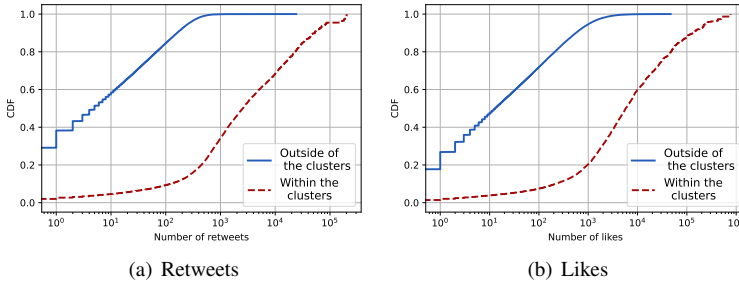 1.0
0.8
0.6
0.4
0.2
0.0
CDF
10^0 10^1 10^2 10^3 10^4 10^5
Number of retweets
Outside of
the clusters
Within the
clusters
(a) Retweets
1.0
0.8
0.6
0.4
0.2
0.0
CDF
10^0 10^1 10^2 10^3 10^4 10^5 10^6
Number of likes
Outside of
the clusters
Within the
clusters
(b) Likes